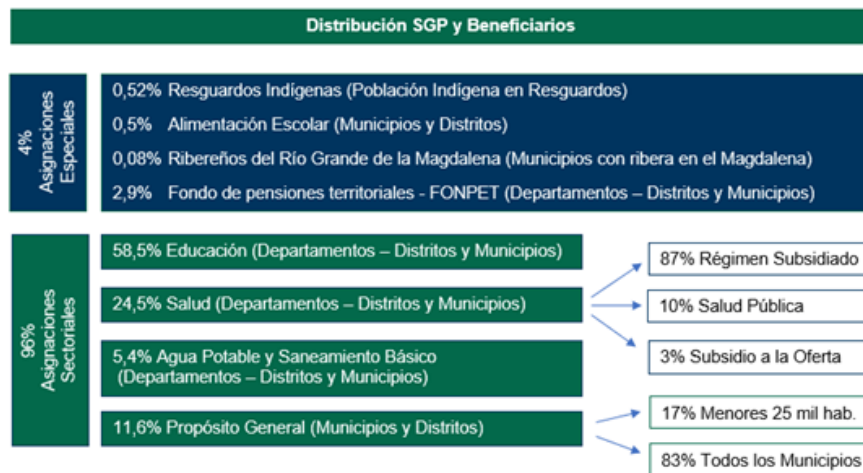 Distribución SGP y Beneficiarios
4%
Asignaciones
Especiales
0,52% Resguardos Indígenas (Población Indígena en Resguardos)
0,5% Alimentación Escolar (Municipios y Distritos)
0,08% Ribereños del Río Grande de la Magdalena (Municipios con ribera en el Magdalena)
2,9% Fondo de pensiones territoriales - FONPET (Departamentos – Distritos y Municipios)
96%
Asignaciones
Sectoriales
58,5% Educación (Departamentos – Distritos y Municipios)
24,5% Salud (Departamentos – Distritos y Municipios)
87% Régimen Subsidiado
10% Salud Pública
3% Subsidio a la Oferta
5,4% Agua Potable y Saneamiento Básico
(Departamentos – Distritos y Municipios)
11,6% Propósito General (Municipios y Distritos)
17% Menores 25 mil hab.
83% Todos los Municipios